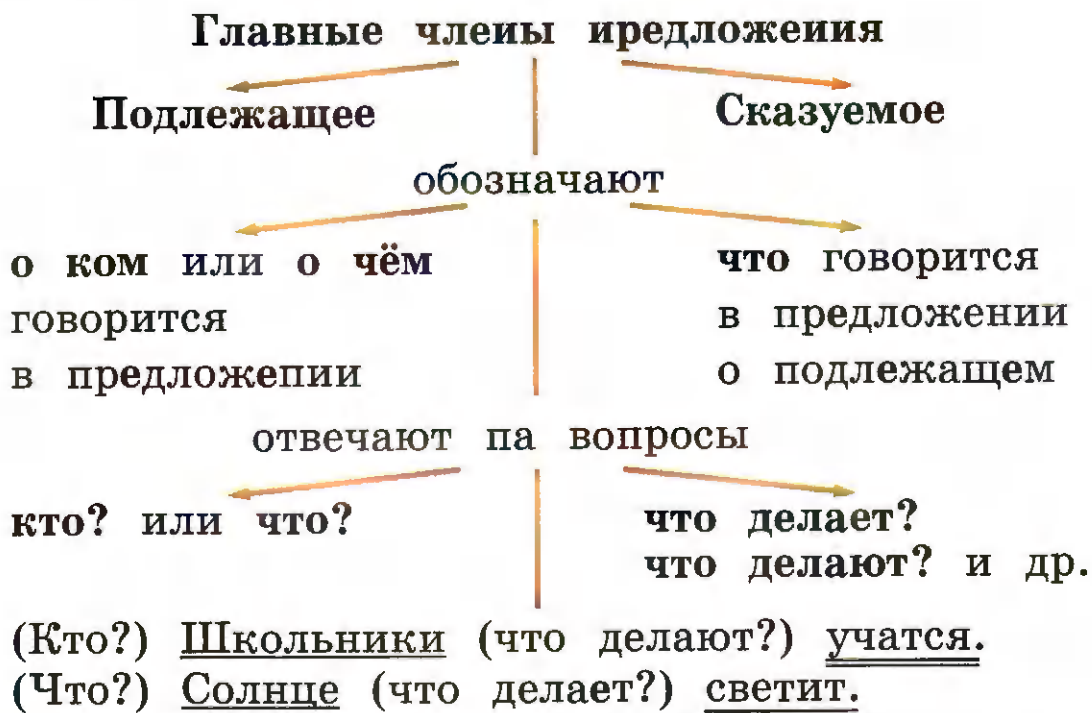 Главные члеиы иредложеиия
Подлежащее Сказуемое
обозначают
о ком или о чём что говорится
говорится в предложении
в предложепии о подлежащем
отвечают па вопросы
кто? или что? что делает?
что делают? и др.
(Кто?) Школьники (что делают?) учатся.
(Что?) Солнце (что делает?) светит.